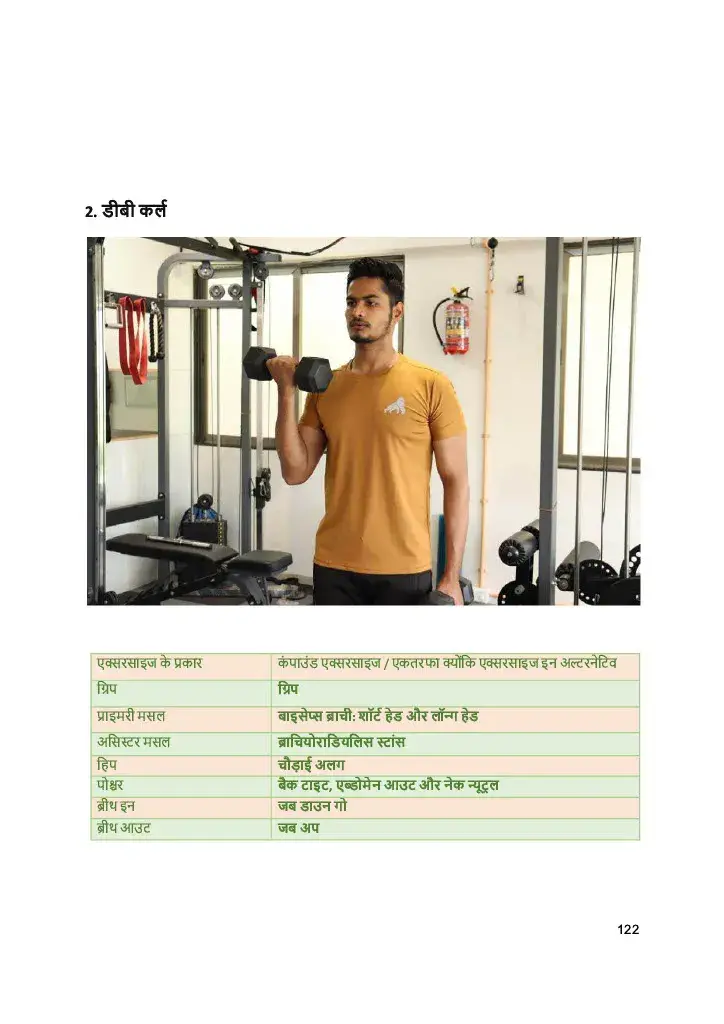 2. डीबी कर्ल
एक्सरसाइज के प्रकार कंपाउंड एक्सरसाइज / एकतरफा क्योंकि एक्सरसाइज इन अल्टरनेटिव
ग्रिप ग्रिप
प्राइमरी मसल बाइसेप्स ब्राची: शॉर्ट हेड और लॉन्ग हेड
असिस्टर मसल ब्राचियोराडियलिस स्टांस
हिप चौड़ाई अलग
पोश्चर बैक टाइट, एब्डोमेन आउट और नेक न्यूट्रल
ब्रीथ इन जब डाउन गो
ब्रीथ आउट जब अप
122